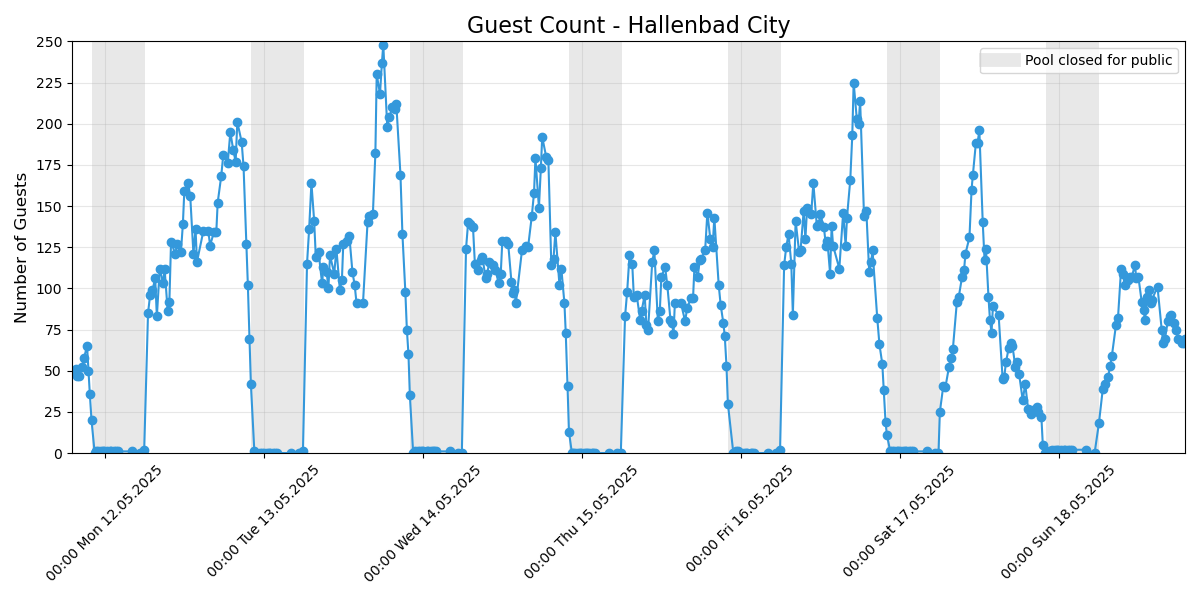 Guest Count - Hallenbad City
Pool closed for public
Number of Guests
250
225
200
175
150
125
100
75
50
25
0
00:00 Mon 12.05.2025
00:00 Tue 13.05.2025
00:00 Wed 14.05.2025
00:00 Thu 15.05.2025
00:00 Fri 16.05.2025
00:00 Sat 17.05.2025
00:00 Sun 18.05.2025